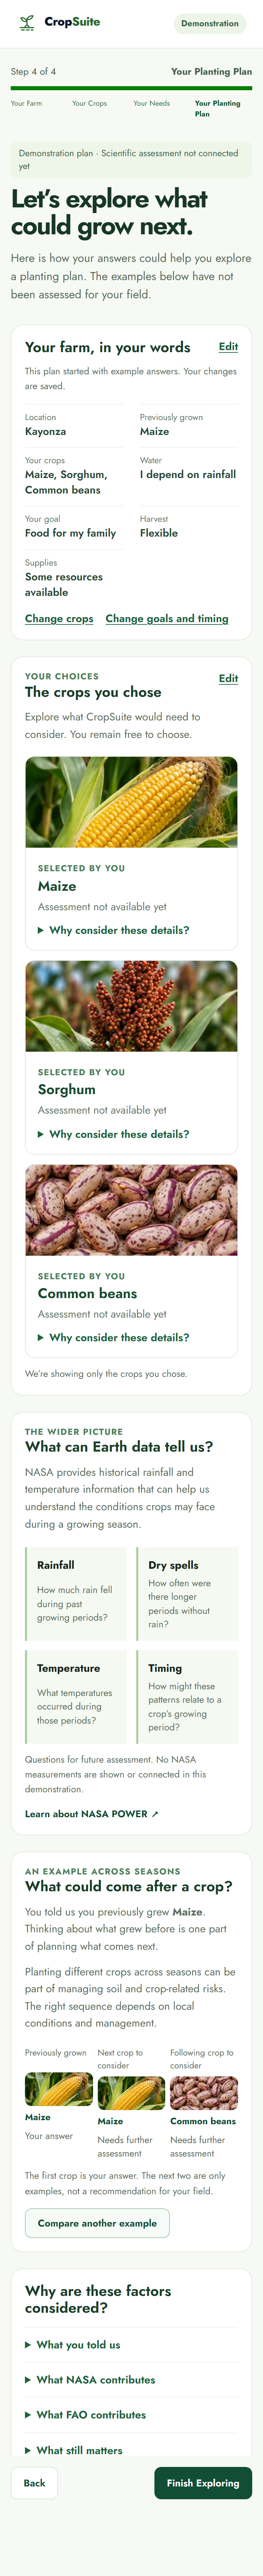 CropSuite
Demonstration
Step 4 of 4
Your Planting Plan
Your Farm
Your Crops
Your Needs
Your Planting
Plan
Demonstration plan · Scientific assessment not connected
yet
Let's explore what
could grow next.
Here is how your answers could help you explore
a planting plan. The examples below have not
been assessed for your field.
Your farm, in your words
Edit
This plan started with example answers. Your changes
are saved.
Location
Kayonza
Previously grown
Maize
Your crops
Maize, Sorghum,
Common beans
Water
I depend on rainfall
Your goal
Food for my family
Harvest
Flexible
Supplies
Some resources
available
Change crops
Change goals and timing
YOUR CHOICES
The crops you chose
Edit
Explore what CropSuite would need to
consider. You remain free to choose.
SELECTED BY YOU
Maize
Assessment not available yet
▶ Why consider these details?
SELECTED BY YOU
Sorghum
Assessment not available yet
▶ Why consider these details?
SELECTED BY YOU
Common beans
Assessment not available yet
▶ Why consider these details?
We're showing only the crops you chose.
THE WIDER PICTURE
What can Earth data tell us?
NASA provides historical rainfall and
temperature information that can help us
understand the conditions crops may face
during a growing season.
Rainfall
How much rain fell
during past
growing periods?
Dry spells
How often were
there longer
periods without
rain?
Temperature
What temperatures
occurred during
those periods?
Timing
How might these
patterns relate to a
crop's growing
period?
Questions for future assessment. No NASA
measurements are shown or connected in this
demonstration.
Learn about NASA POWER ↗
AN EXAMPLE ACROSS SEASONS
What could come after a crop?
You told us you previously grew Maize.
Thinking about what grew before is one part
of planning what comes next.
Planting different crops across seasons can be
part of managing soil and crop-related risks.
The right sequence depends on local
conditions and management.
Previously grown
Maize
Your answer
Next crop to
consider
Maize
Needs further
assessment
Following crop to
consider
Common beans
Needs further
assessment
The first crop is your answer. The next two are only
examples, not a recommendation for your field.
Compare another example
Why are these factors
considered?
▶ What you told us
▶ What NASA contributes
▶ What FAO contributes
▶ What still matters
Back
Finish Exploring